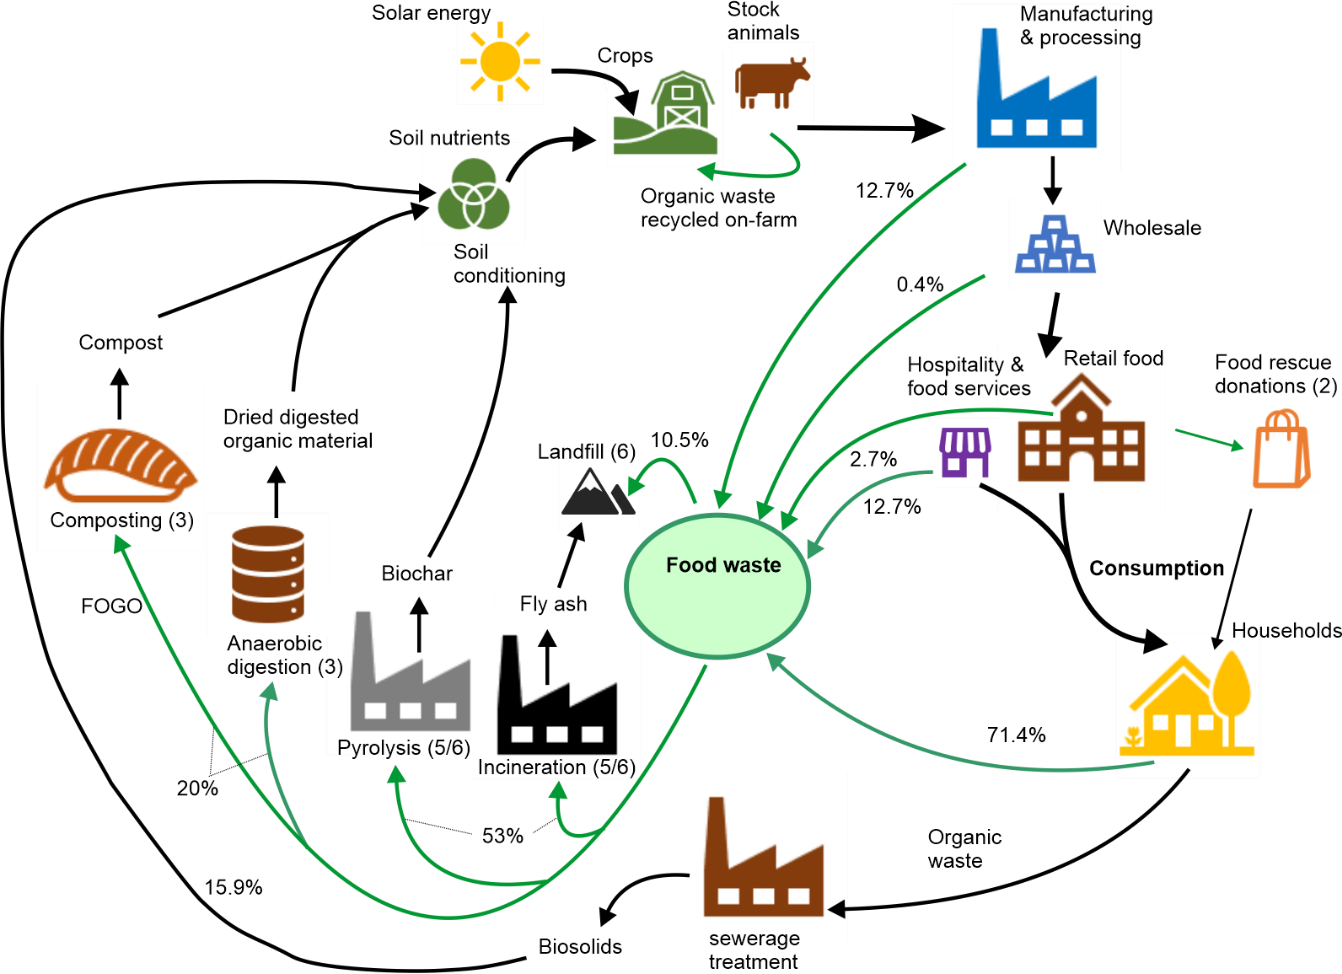 Solar energy
Crops
Stock
animals
Manufacturing
& processing
Soil nutrients
Organic waste
recycled on-farm
12.7%
Wholesale
Soil
conditioning
0.4%
Compost
Hospitality &
food services
Retail food
Food rescue
donations (2)
Dried digested
organic material
Landfill (6)
10.5%
2.7%
12.7%
Composting (3)
Food waste
Consumption
Biochar
FOGO
Fly ash
Households
Anaerobic
digestion (3)
Pyrolysis (5/6)
Incineration (5/6)
71.4%
20%
53%
Organic
waste
15.9%
Biosolids
sewerage
treatment